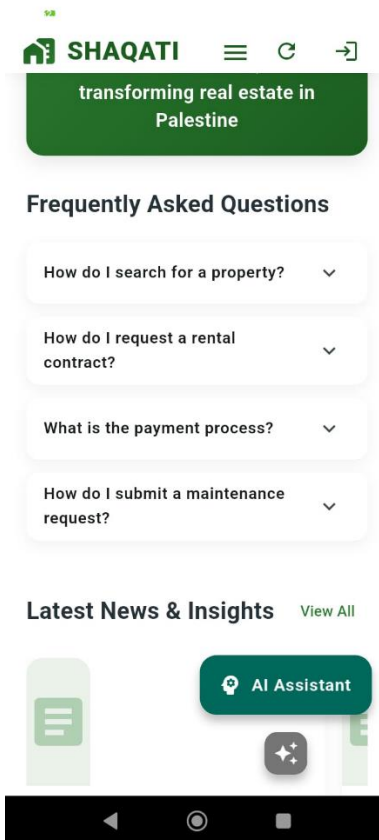 SHAQATI
transforming real estate in
Palestine
Frequently Asked Questions
How do I search for a property?
How do I request a rental
contract?
What is the payment process?
How do I submit a maintenance
request?
Latest News & Insights
View All
AI Assistant